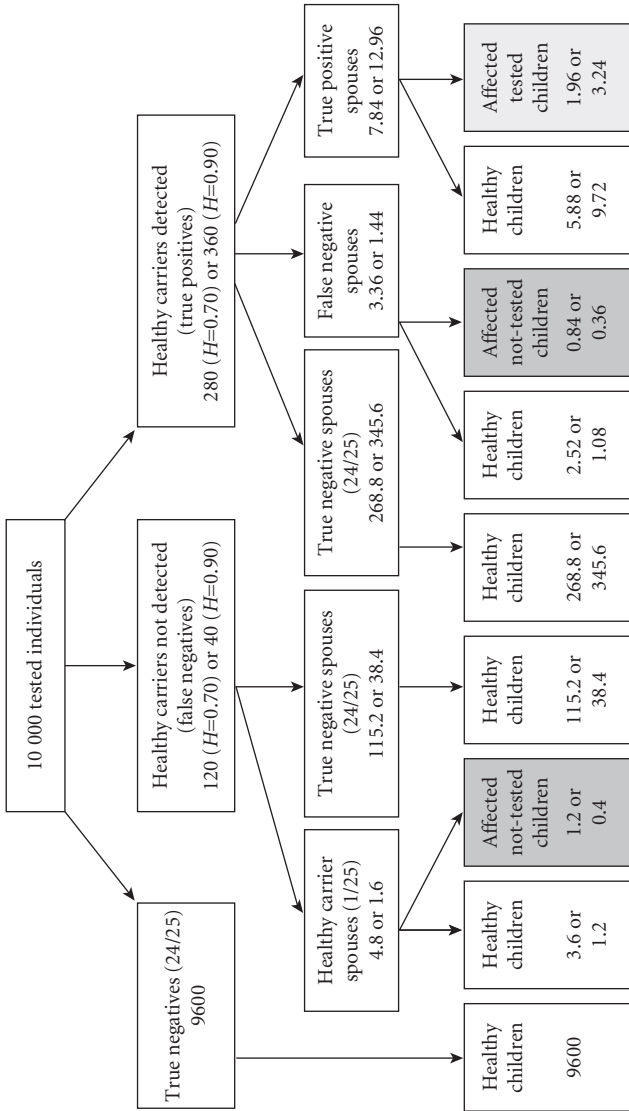 10 000 tested individuals
True negatives (24/25)
9600
Healthy carriers not detected
(false negatives)
120 (H=0.70) or 40 (H=0.90)
Healthy carriers detected
(true positives)
280 (H=0.70) or 360 (H=0.90)
Healthy carrier
spouses (1/25)
4.8 or 1.6
True negative spouses
(24/25)
115.2 or 38.4
True negative spouses
(24/25)
268.8 or 345.6
False negative
spouses
3.36 or 1.44
True positive
spouses
7.84 or 12.96
Healthy
children
9600
Healthy
children
3.6 or
1.2
Affected
not-tested
children
1.2 or
0.4
Healthy
children
115.2 or
38.4
Healthy
children
268.8 or
345.6
Healthy
children
2.52 or
1.08
Affected
not-tested
children
0.84 or
0.36
Healthy
children
5.88 or
9.72
Affected
tested
children
1.96 or
3.24